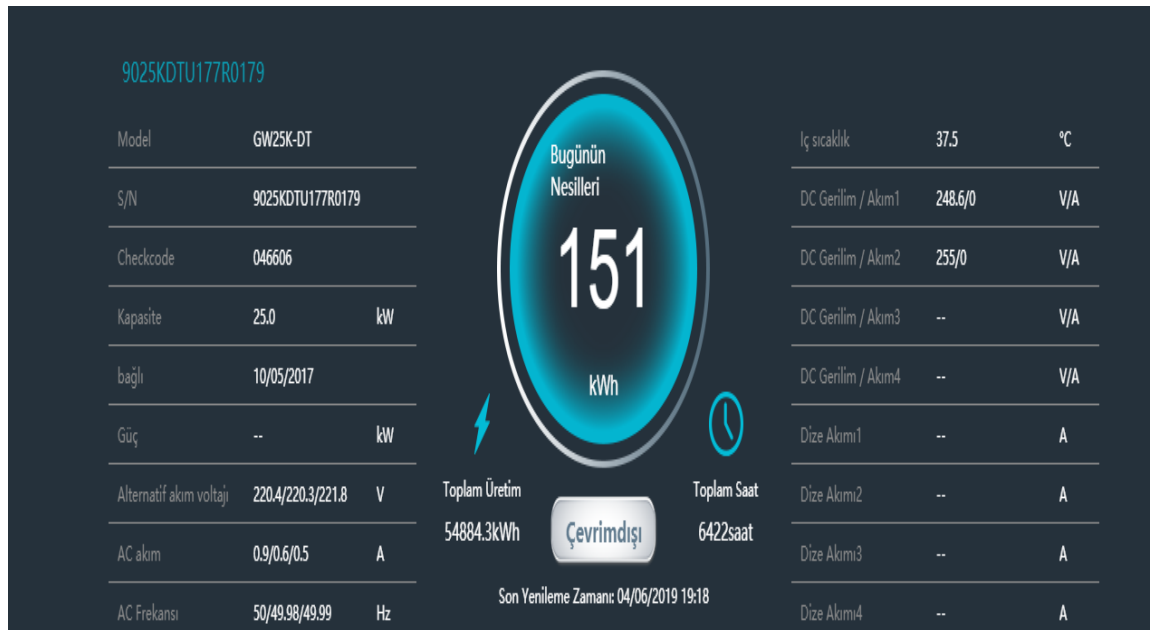 9025KDTU177R0179
Model GW25K-DT
S/N 9025KDTU177R0179
Checkcode 046606
Kapasite 25.0 kW
bağlı 10/05/2017
Güç -- kW
Alternatif akım voltajı 220.4/220.3/221.8 V
AC akım 0.9/0.6/0.5 A
AC Frekansı 50/49.98/49.99 Hz
Bugünün
Nesilleri
151
kWh
Toplam Üretim
54884.3kWh
Çevrimdışı
Toplam Saat
6422saat
Son Yenileme Zamanı: 04/06/2019 19:18
Iç sıcaklık 37.5 °C
DC Gerilim / Akım1 248.6/0 V/A
DC Gerilim / Akım2 255/0 V/A
DC Gerilim / Akım3 -- V/A
DC Gerilim / Akım4 -- V/A
Dize Akımı1 -- A
Dize Akımı2 -- A
Dize Akımı3 -- A
Dize Akımı4 -- A